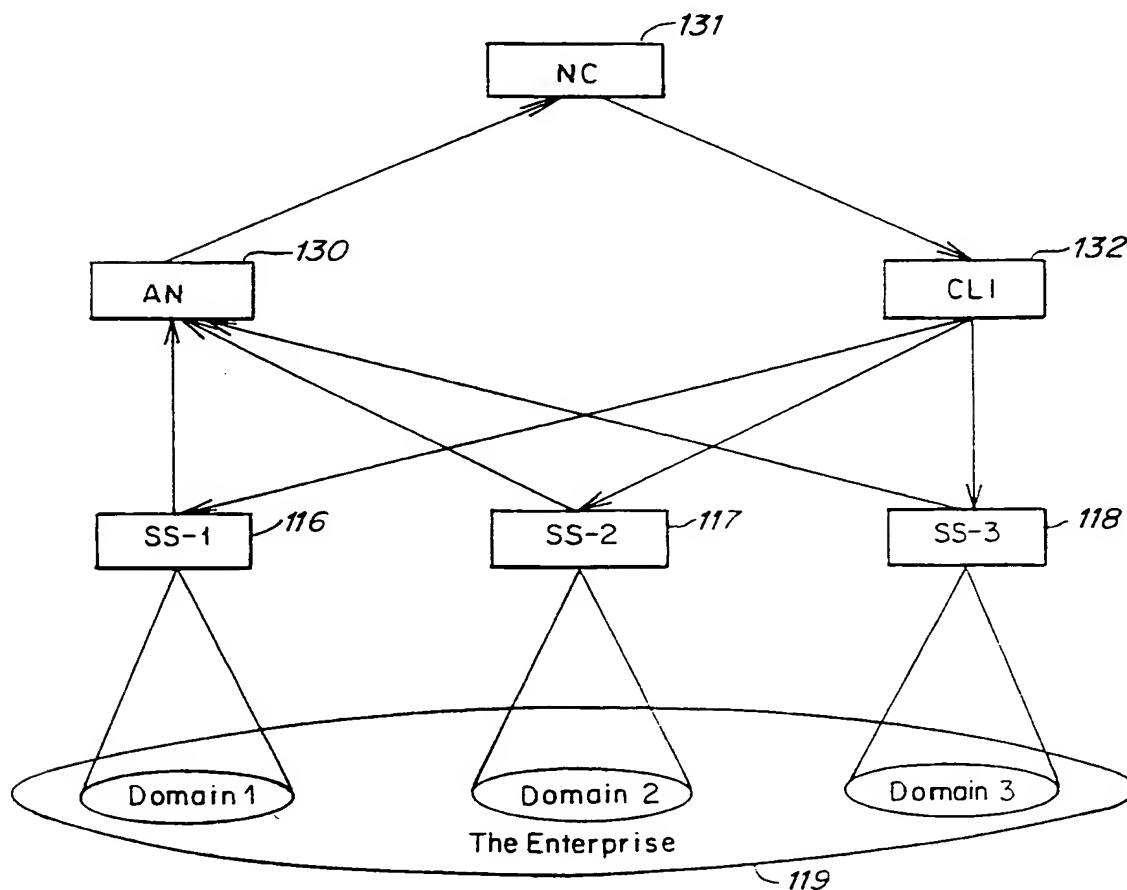 131
NC
130
AN
132
CLI
SS-1
116
SS-2
117
SS-3
118
Domain 1
Domain 2
Domain 3
The Enterprise
119